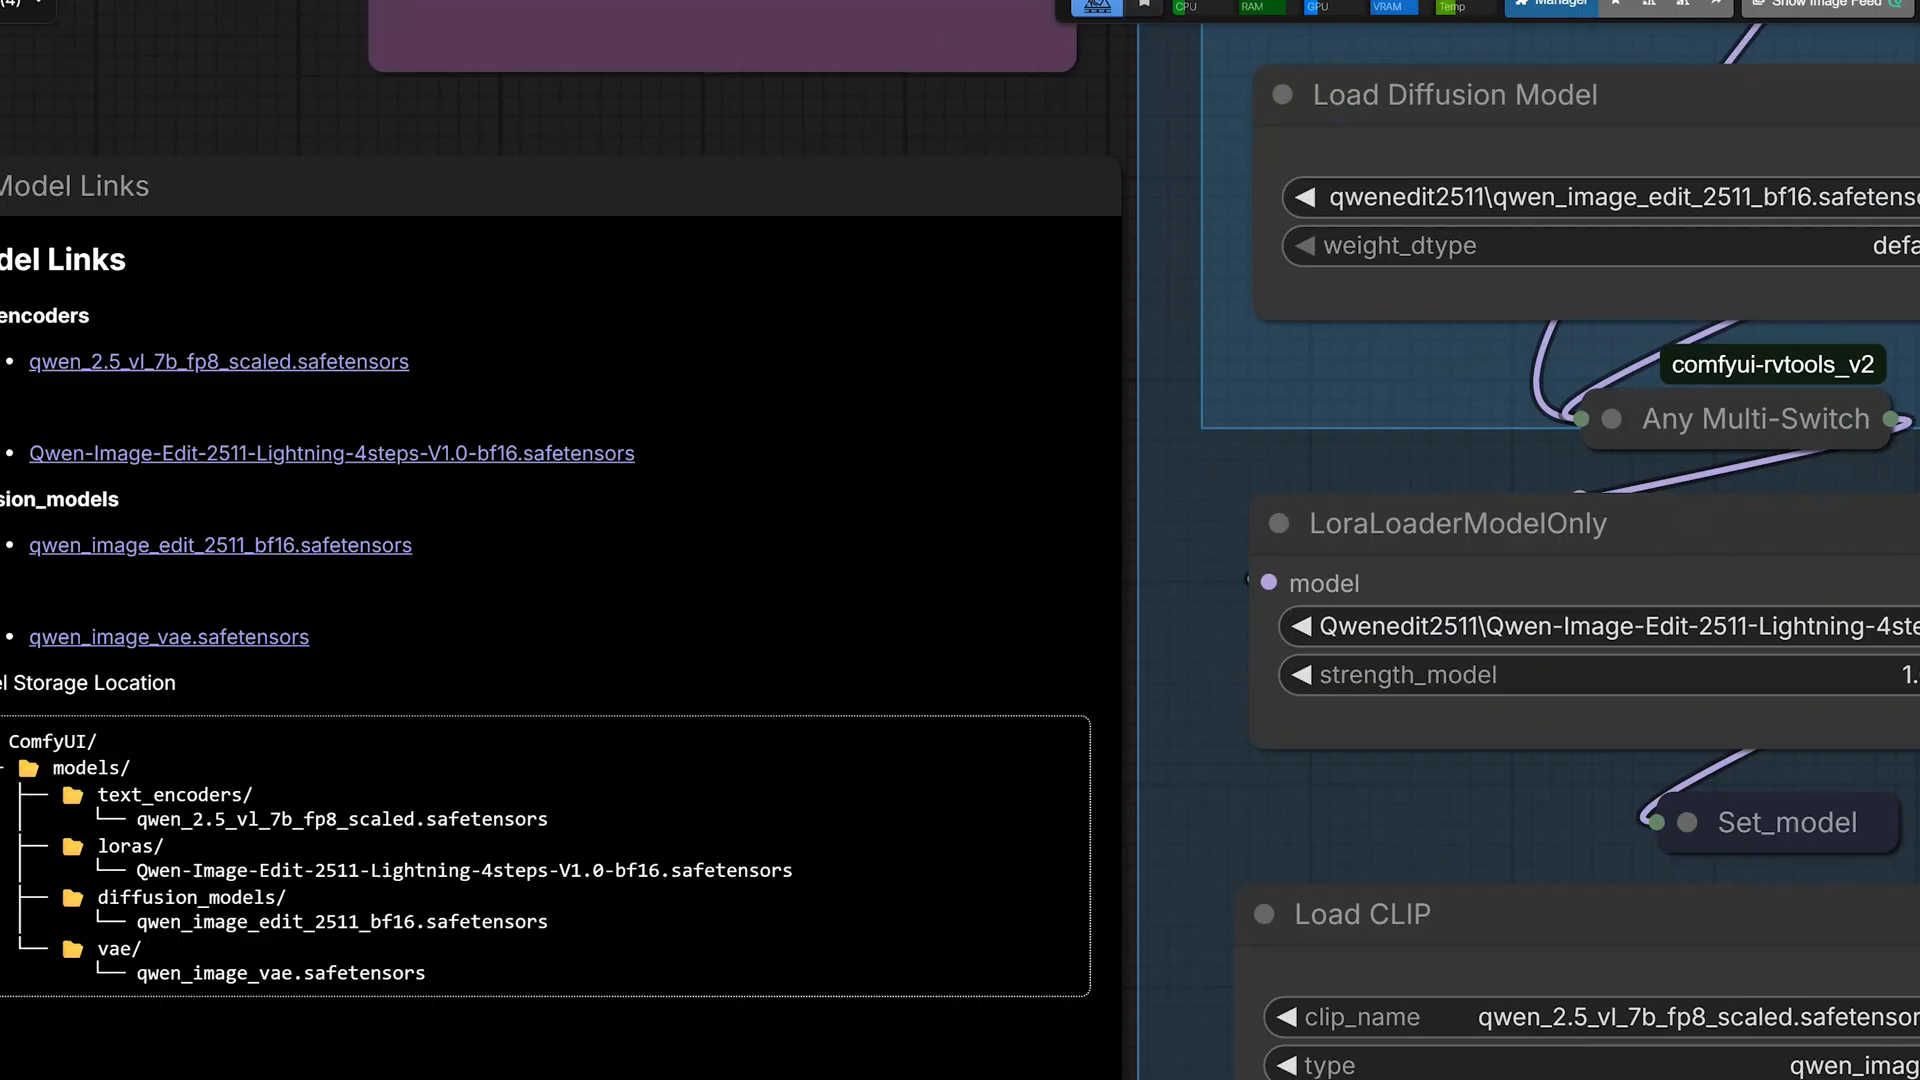 (4)
CPU
RAM
GPU
VRAM
Temp
Manager
Show Image Feed
Load Diffusion Model
Model Links
qwenedit2511\qwen_image_edit_2511_bf16.safetenso
weight_dtype defa
del Links
encoders
comfyui-rvtools_v2
• qwen_2.5_vl_7b_fp8_scaled.safetensors
Any Multi-Switch
• Qwen-Image-Edit-2511-Lightning-4steps-V1.0-bf16.safetensors
sion_models
LoraLoaderModelOnly
• qwen_image_edit_2511_bf16.safetensors
model
Qwenedit2511\Qwen-Image-Edit-2511-Lightning-4ste
• qwen_image_vae.safetensors
strength_model 1.
el Storage Location
ComfyUI/
models/
text_encoders/
qwen_2.5_vl_7b_fp8_scaled.safetensors
Set_model
loras/
Qwen-Image-Edit-2511-Lightning-4steps-V1.0-bf16.safetensors
diffusion_models/
qwen_image_edit_2511_bf16.safetensors
Load CLIP
vae/
qwen_image_vae.safetensors
clip_name qwen_2.5_vl_7b_fp8_scaled.safetensor
type qwen_imag